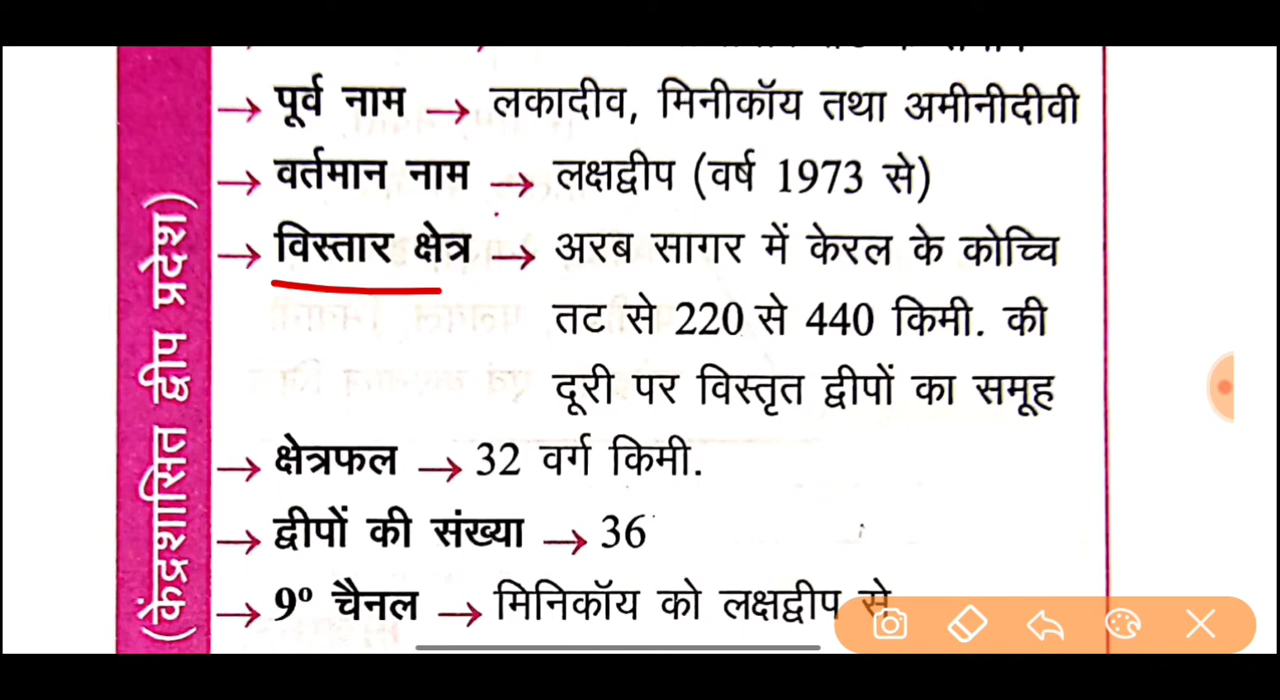 → पूर्व नाम → लकादीव, मिनीकॉय तथा अमीनीदीवी
→ वर्तमान नाम → लक्षद्वीप (वर्ष 1973 से)
→ विस्तार क्षेत्र → अरब सागर में केरल के कोच्चि
तट से 220 से 440 किमी. की
दूरी पर विस्तृत द्वीपों का समूह
→ क्षेत्रफल → 32 वर्ग किमी.
→ द्वीपों की संख्या → 36
→ 9° चैनल → मिनिकॉय को लक्षद्वीप से
(केंद्रशासित द्वीप प्रदेश)